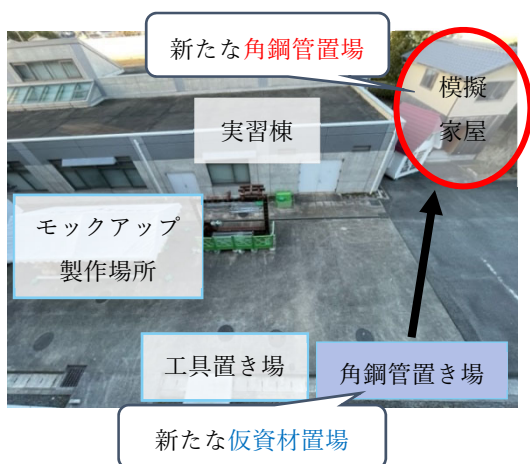 新たな角鋼管置場
模擬
家屋
実習棟
モックアップ
製作場所
工具置き場
角鋼管置き場
新たな仮資材置場